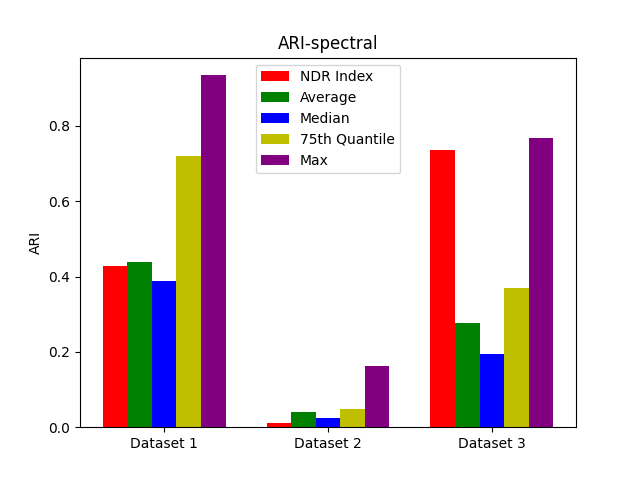 ARI-spectral
NDR Index
Average
Median
75th Quantile
Max
ARI
0.8
0.6
0.4
0.2
0.0
Dataset 1
Dataset 2
Dataset 3